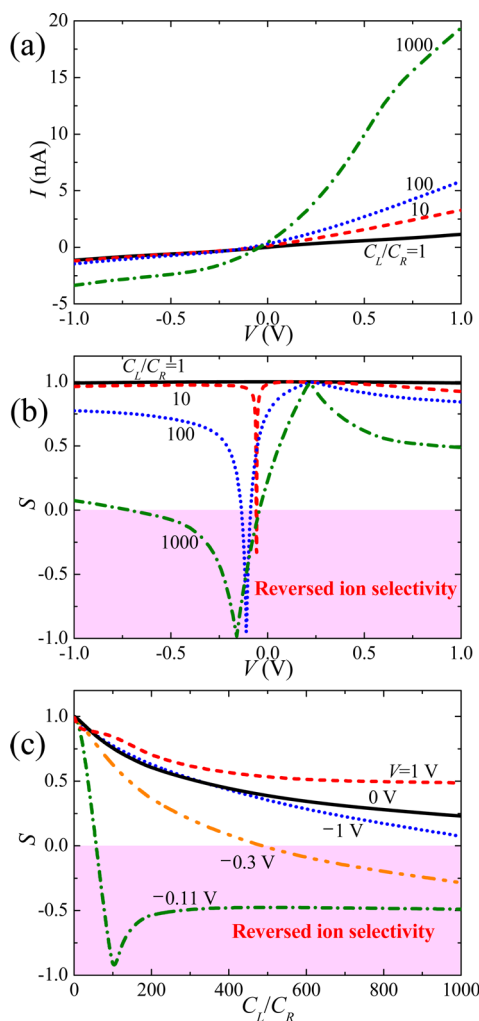 (a)
20
15
10
5
0
-5
I (nA)
1000
100
10
C_L/C_R=1
-1.0 -0.5 0.0 0.5 1.0
V (V)
(b)
1.0
0.5
0.0
-0.5
-1.0
S
C_L/C_R=1
10
100
1000
Reversed ion selectivity
-1.0 -0.5 0.0 0.5 1.0
V (V)
(c)
1.0
0.5
0.0
-0.5
-1.0
S
V=1 V
0 V
−1 V
−0.3 V
−0.11 V
Reversed ion selectivity
0 200 400 600 800 1000
C_L/C_R